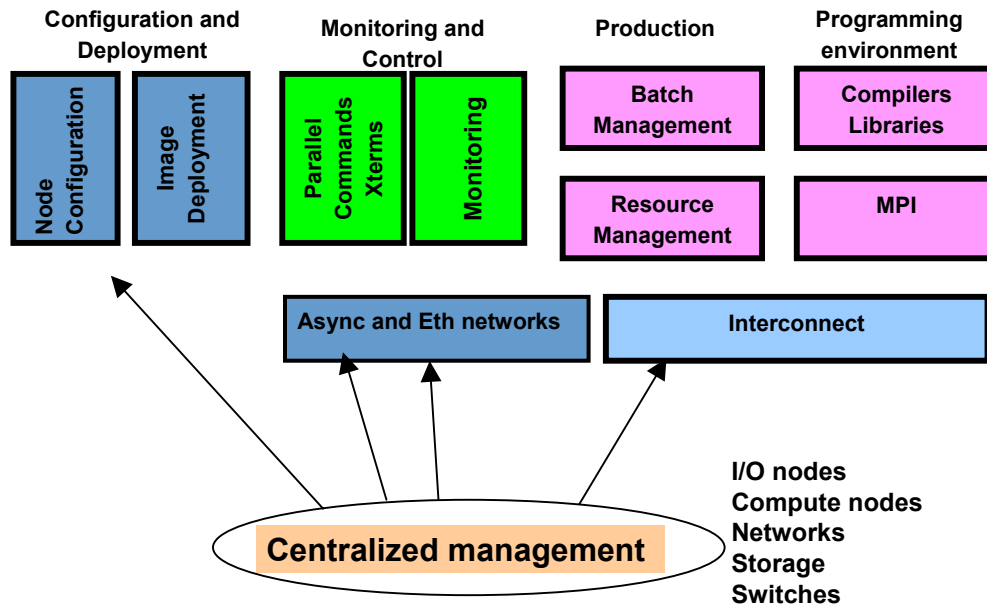 Configuration and
Deployment
Monitoring and
Control
Production
Programming
environment
Node
Configuration
Image
Deployment
Parallel
Commands
Xterms
Monitoring
Batch
Management
Compilers
Libraries
Resource
Management
MPI
Async and Eth networks
Interconnect
Centralized management
I/O nodes
Compute nodes
Networks
Storage
Switches